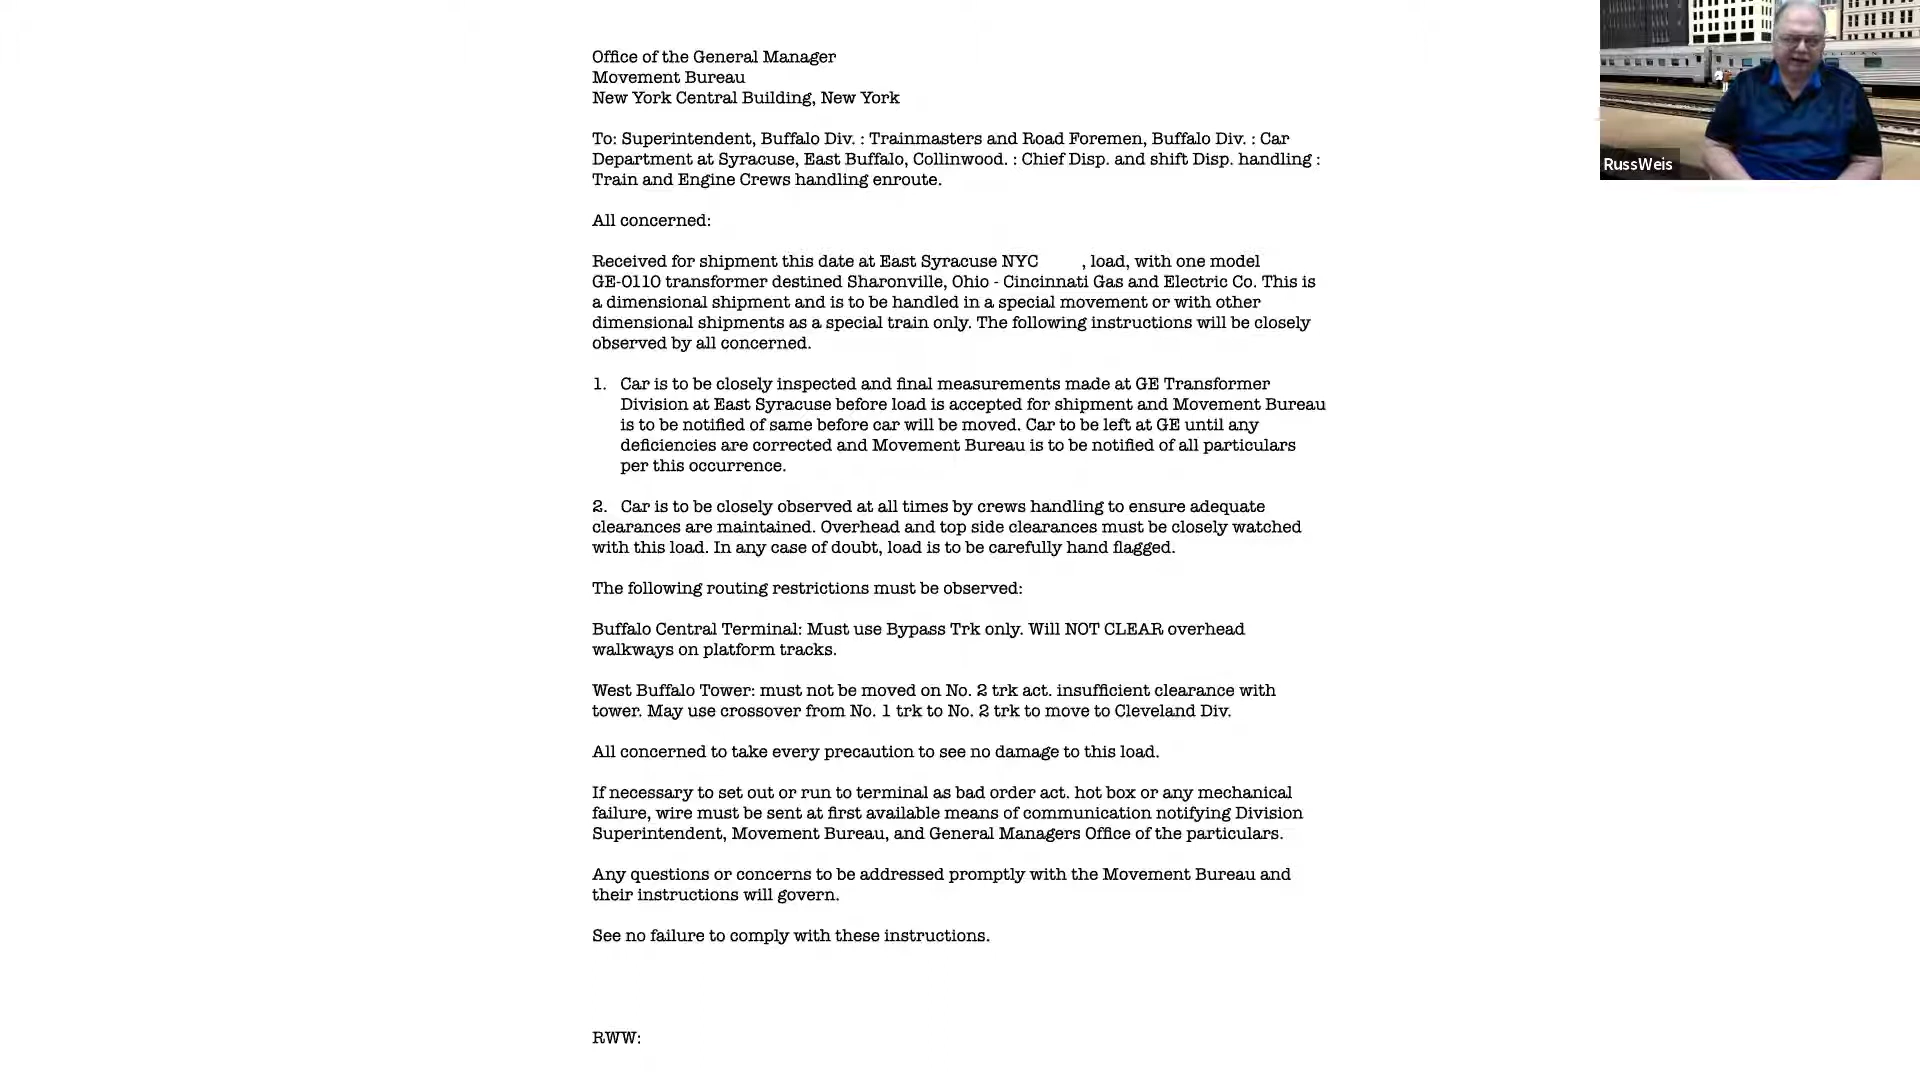 Office of the General Manager
Movement Bureau
New York Central Building, New York
To: Superintendent, Buffalo Div. : Trainmasters and Road Foremen, Buffalo Div. : Car
Department at Syracuse, East Buffalo, Collinwood. : Chief Disp. and shift Disp. handling :
Train and Engine Crews handling enroute.
All concerned:
Received for shipment this date at East Syracuse NYC , load, with one model
GE-0110 transformer destined Sharonville, Ohio - Cincinnati Gas and Electric Co. This is
a dimensional shipment and is to be handled in a special movement or with other
dimensional shipments as a special train only. The following instructions will be closely
observed by all concerned.
1. Car is to be closely inspected and final measurements made at GE Transformer
Division at East Syracuse before load is accepted for shipment and Movement Bureau
is to be notified of same before car will be moved. Car to be left at GE until any
deficiencies are corrected and Movement Bureau is to be notified of all particulars
per this occurrence.
2. Car is to be closely observed at all times by crews handling to ensure adequate
clearances are maintained. Overhead and top side clearances must be closely watched
with this load. In any case of doubt, load is to be carefully hand flagged.
The following routing restrictions must be observed:
Buffalo Central Terminal: Must use Bypass Trk only. Will NOT CLEAR overhead
walkways on platform tracks.
West Buffalo Tower: must not be moved on No. 2 trk act. insufficient clearance with
tower. May use crossover from No. 1 trk to No. 2 trk to move to Cleveland Div.
All concerned to take every precaution to see no damage to this load.
If necessary to set out or run to terminal as bad order act. hot box or any mechanical
failure, wire must be sent at first available means of communication notifying Division
Superintendent, Movement Bureau, and General Managers Office of the particulars.
Any questions or concerns to be addressed promptly with the Movement Bureau and
their instructions will govern.
See no failure to comply with these instructions.
RWW:
RussWeis